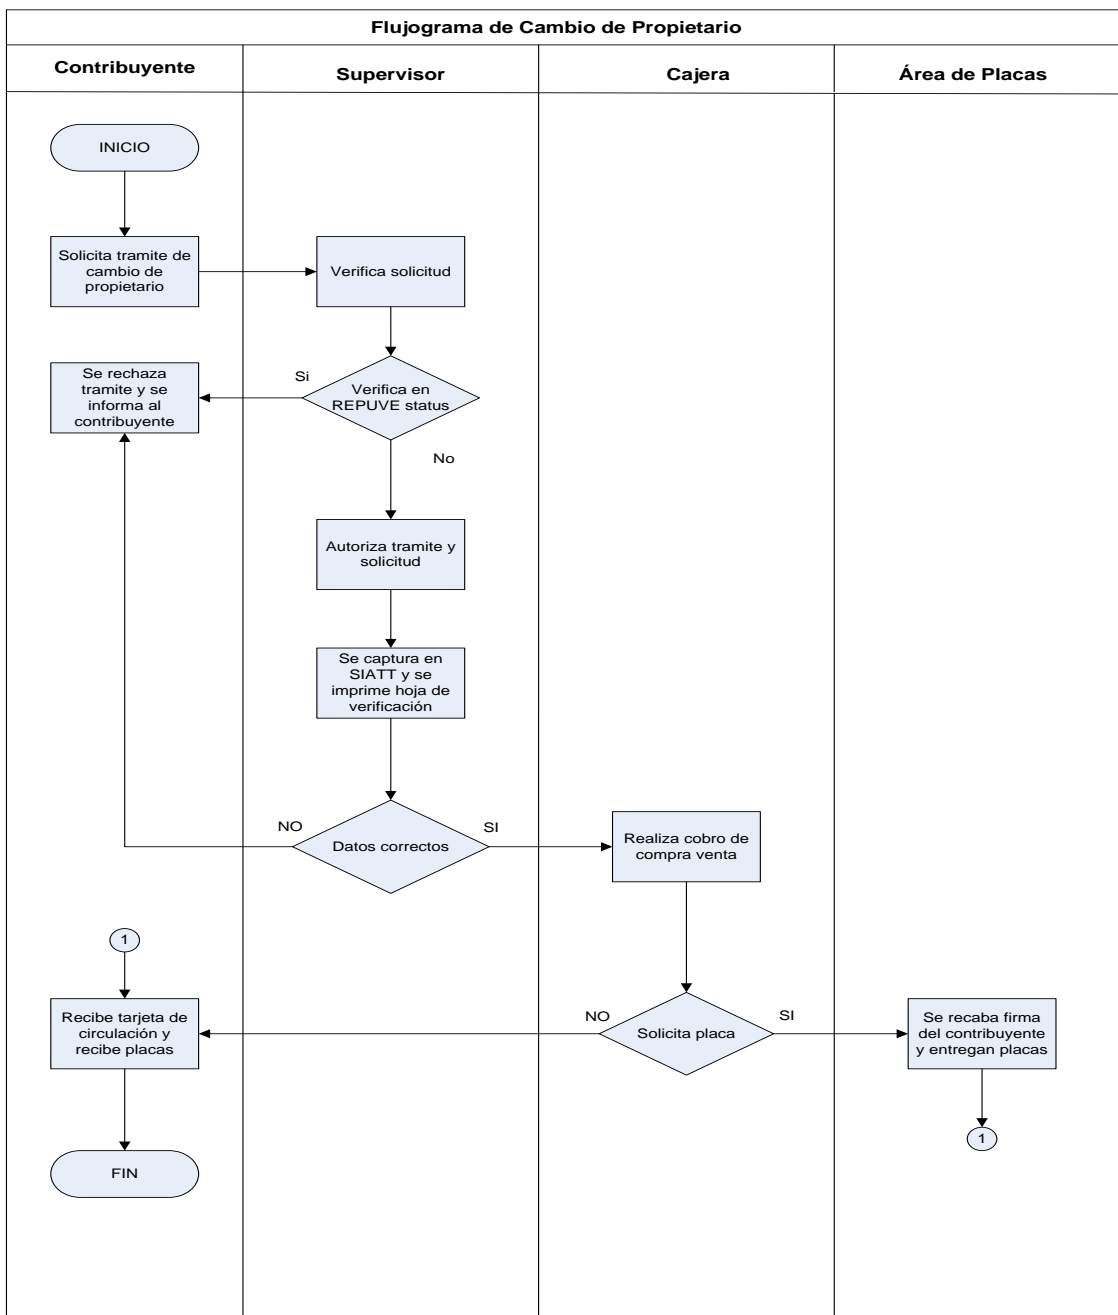 Flujograma de Cambio de Propietario
Contribuyente
Supervisor
Cajera
Área de Placas
INICIO
Solicita tramite de
cambio de
propietario
Verifica solicitud
Se rechaza
tramite y se
informa al
contribuyente
Si
Verifica en
REPUVE status
No
Autoriza tramite y
solicitud
Se captura en
SIATT y se
imprime hoja de
verificación
NO
Datos correctos
SI
Realiza cobro de
compra venta
1
Recibe tarjeta de
circulación y
recibe placas
NO
Solicita placa
SI
Se recaba firma
del contribuyente
y entregan placas
1
FIN